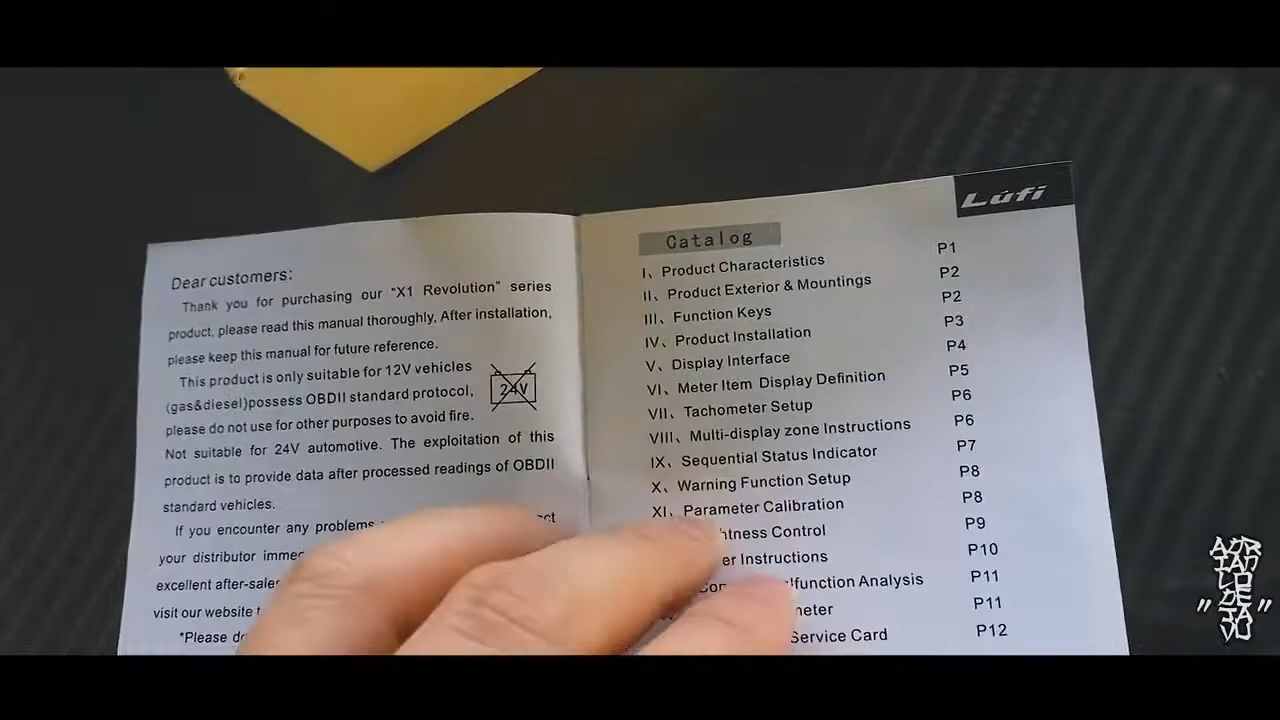 Lúfi
Dear customers:
Thank you for purchasing our "X1 Revolution" series
product, please read this manual thoroughly. After installation,
please keep this manual for future reference.
This product is only suitable for 12V vehicles
(gas&diesel)possess OBDII standard protocol,
please do not use for other purposes to avoid fire.
24V
Not suitable for 24V automotive. The exploitation of this
product is to provide data after processed readings of OBDII
standard vehicles.
If you encounter any problems
your distributor
excellent
visit our website
*Please
Catalog
I、Product Characteristics P1
II、Product Exterior & Mountings P2
III、Function Keys P2
IV、Product Installation P3
V、Display Interface P4
VI、Meter Item Display Definition P5
VII、Tachometer Setup P6
VIII、Multi-display zone Instructions P6
IX、Sequential Status Indicator P7
X、Warning Function Setup P8
XI、Parameter Calibration P8
Control P9
Instructions P10
Analysis P11
P11
Service Card P12
ADRIANLODEJAJU